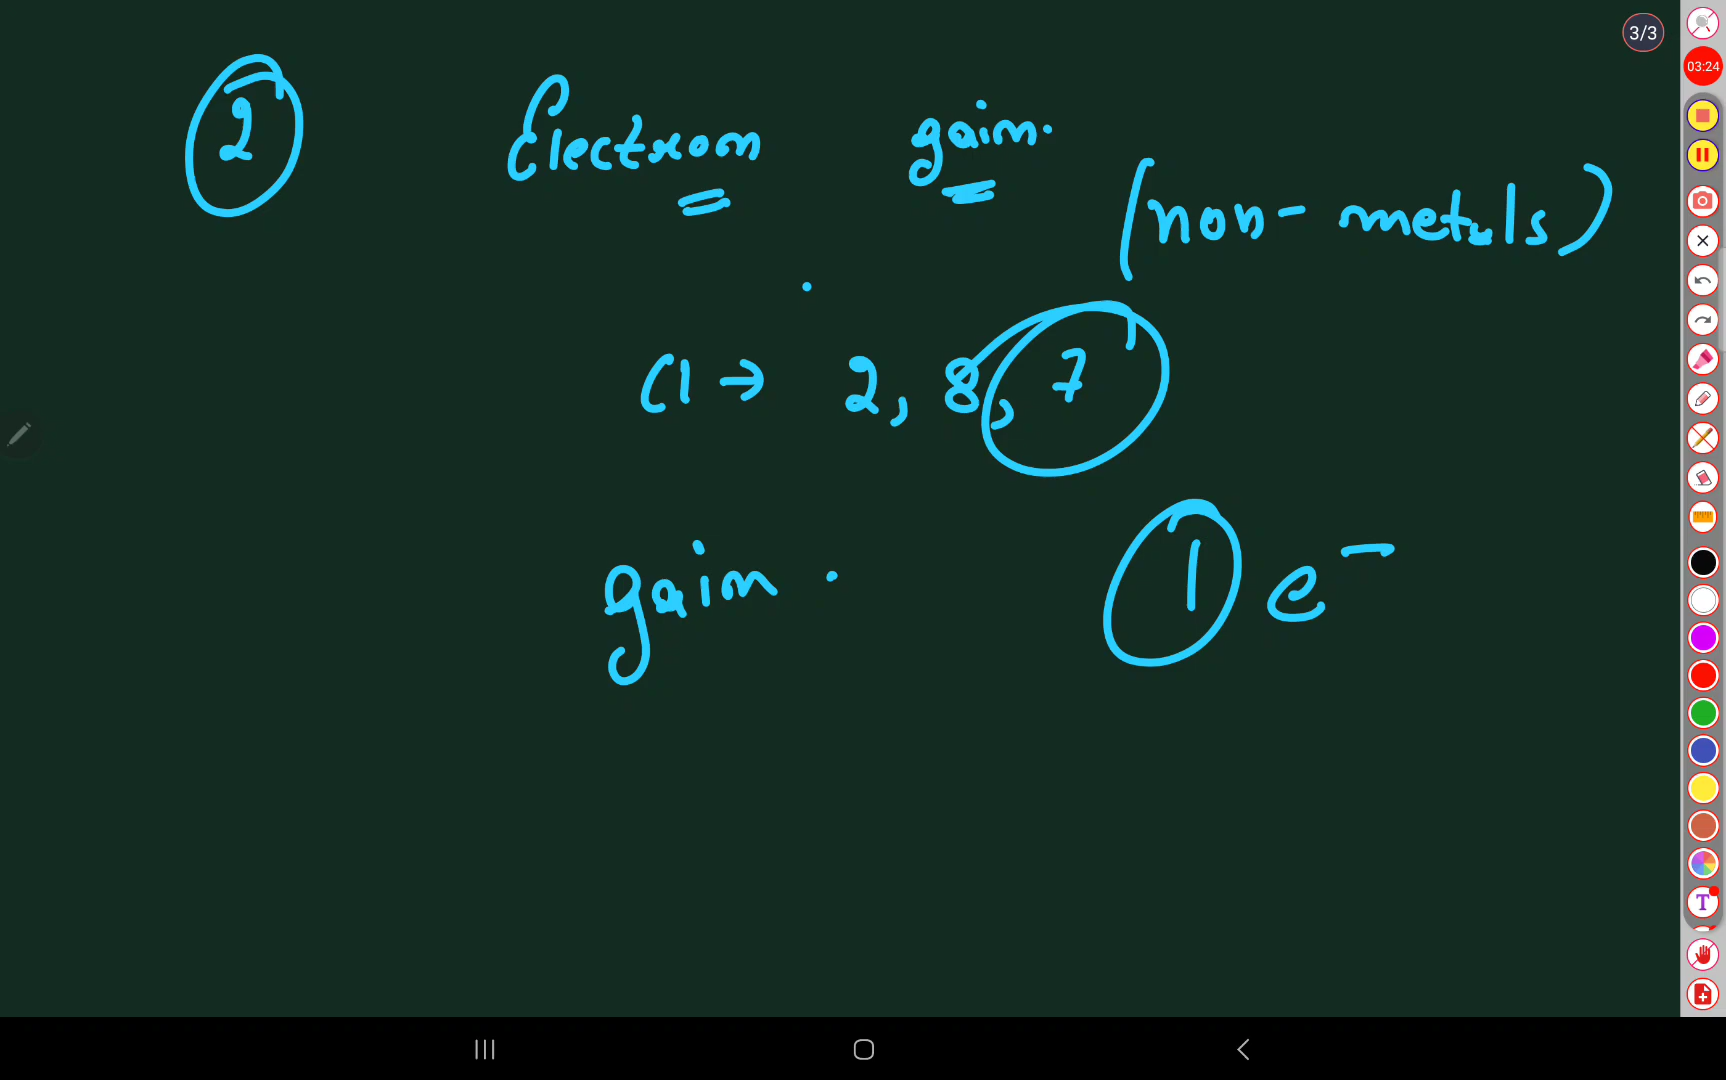 3/3
03:24
2 Electron gain.
(non-metals)
Cl → 2, 8, 7
gain. 1 e⁻
T